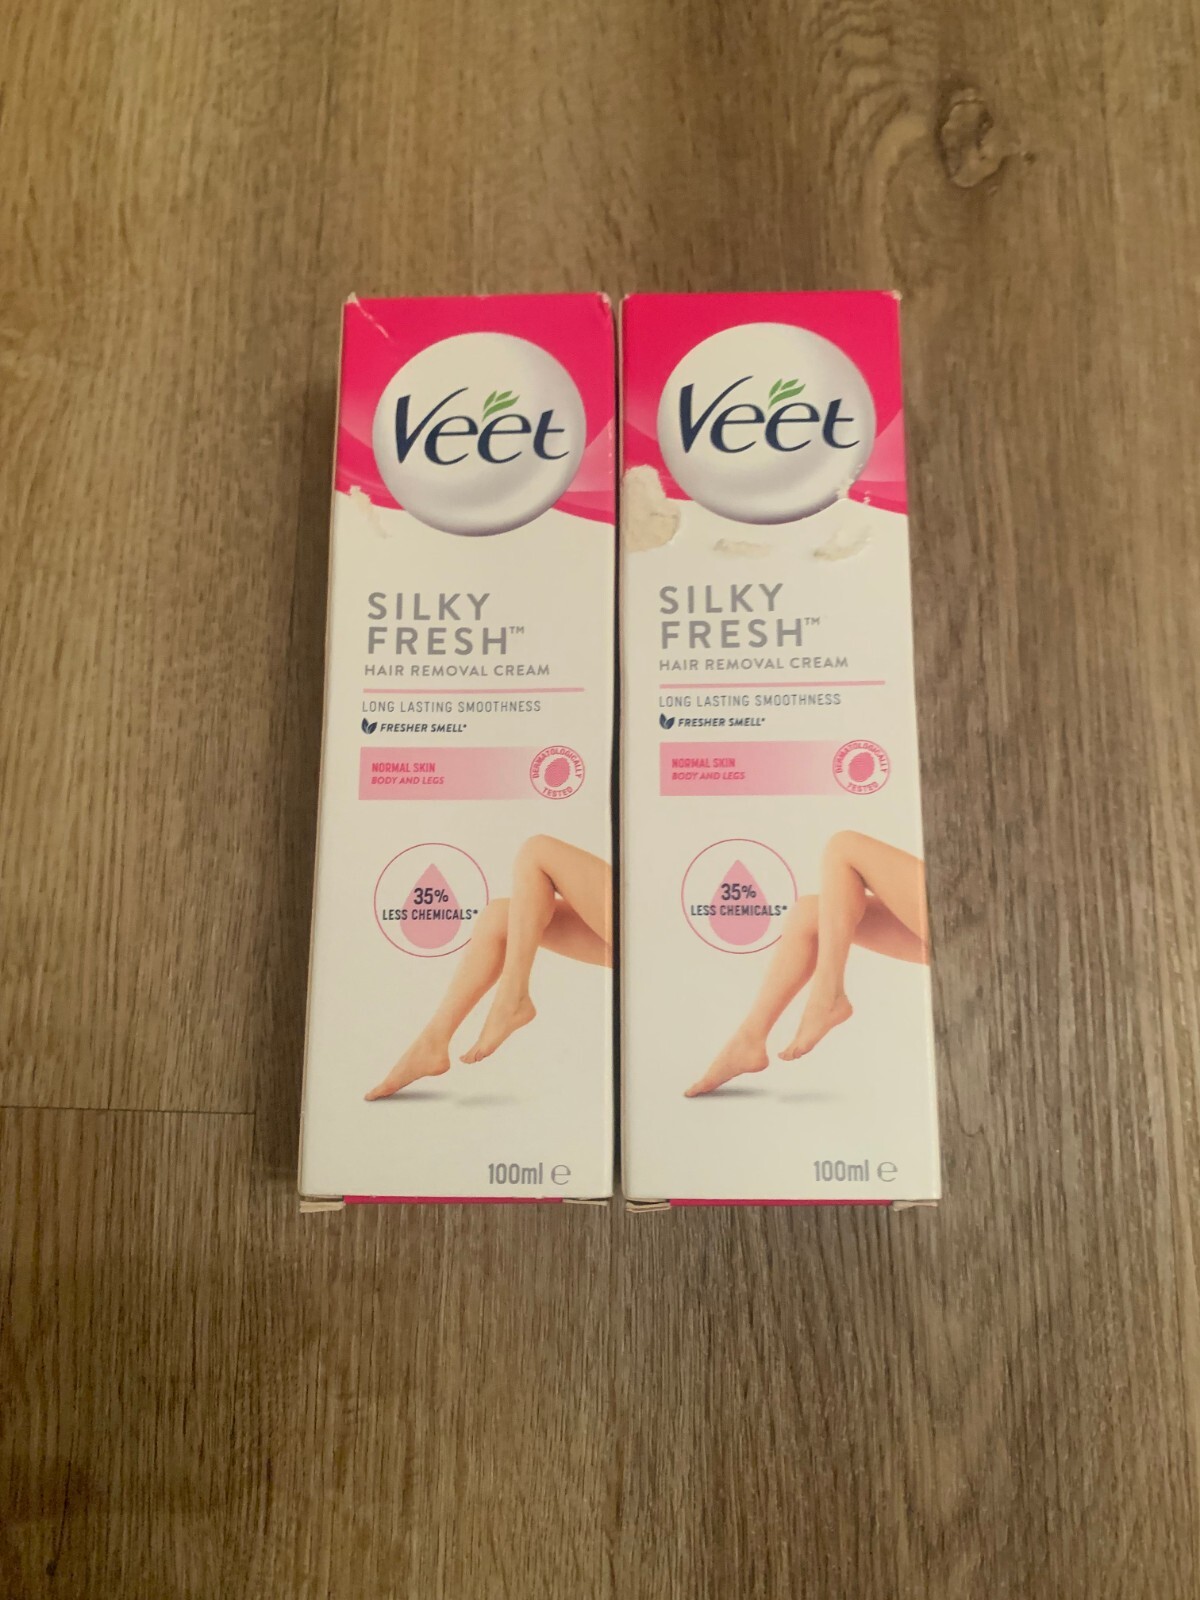 Veet
SILKY
FRESH™
HAIR REMOVAL CREAM
LONG LASTING SMOOTHNESS
FRESHER SMELL*
NORMAL SKIN
BODY AND LEGS
DERMATOLOGICALLY
TESTED
35%
LESS CHEMICALS*
100ml ℮
Veet
SILKY
FRESH™
HAIR REMOVAL CREAM
LONG LASTING SMOOTHNESS
FRESHER SMELL*
NORMAL SKIN
BODY AND LEGS
DERMATOLOGICALLY
TESTED
35%
LESS CHEMICALS*
100ml ℮